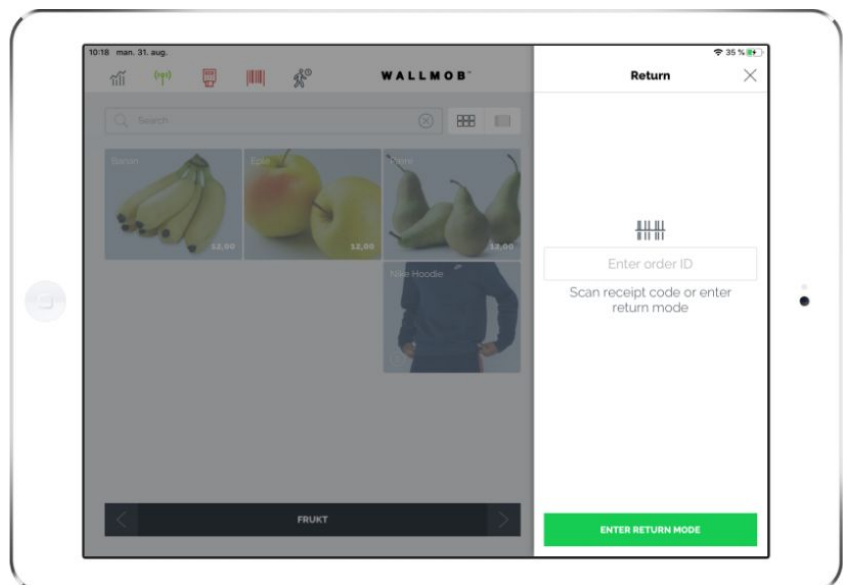 10:18 man. 31. aug.
35 %
WALLMOB
Return
Search
Banan
Eple
Pære
12,00
12,00
12,00
Nike Hoodie
Enter order ID
Scan receipt code or enter
return mode
FRUKT
ENTER RETURN MODE